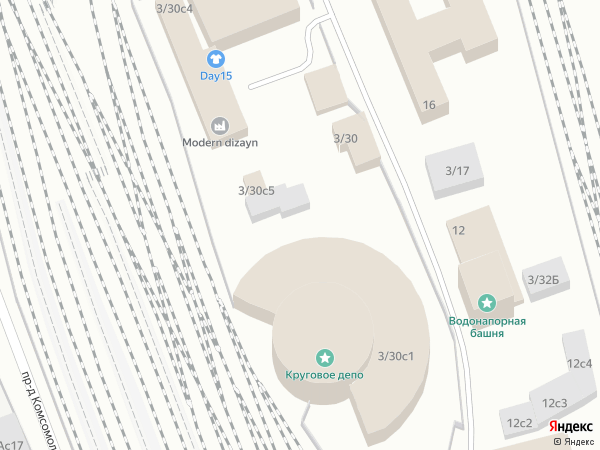 3/30с4
Day15
16
Modern dizayn
3/30
3/17
3/30с5
12
3/32Б
Водонапорная
башня
3/30с1
Круговое депо
12с4
пр-д Комсомол
12с3
12с2
Ас17
Яндекс
© Яндекс